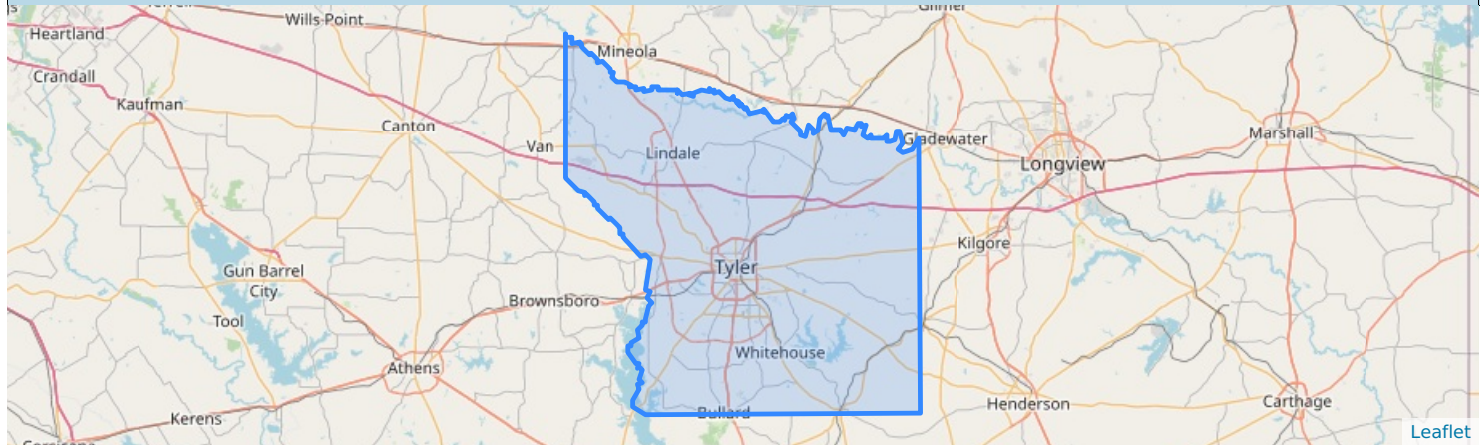 Wills Point
Heartland
Mineola
Crandall
Kaufman
Canton
Van
Lindale
Gladewater
Marshall
Longview
Kilgore
Tyler
Gun Barrel
City
Brownsboro
Tool
Whitehouse
Athens
Bullard
Henderson
Carthage
Kerens
Leaflet